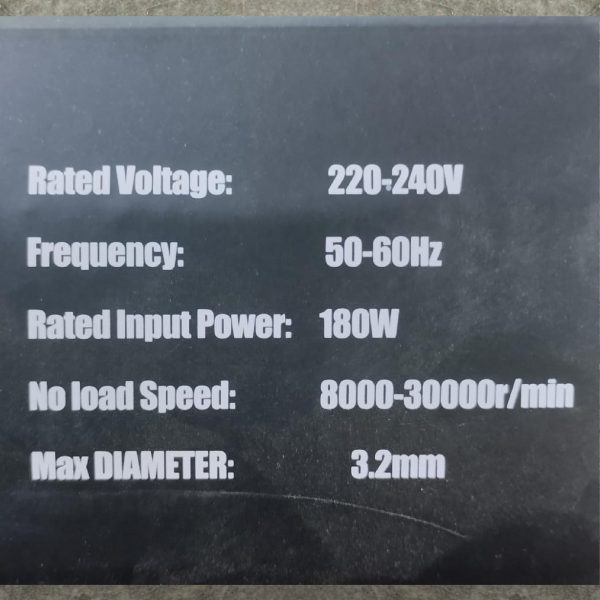 Rated Voltage: 220-240V
Frequency: 50-60Hz
Rated Input Power: 180W
No load Speed: 8000-30000r/min
Max DIAMETER: 3.2mm